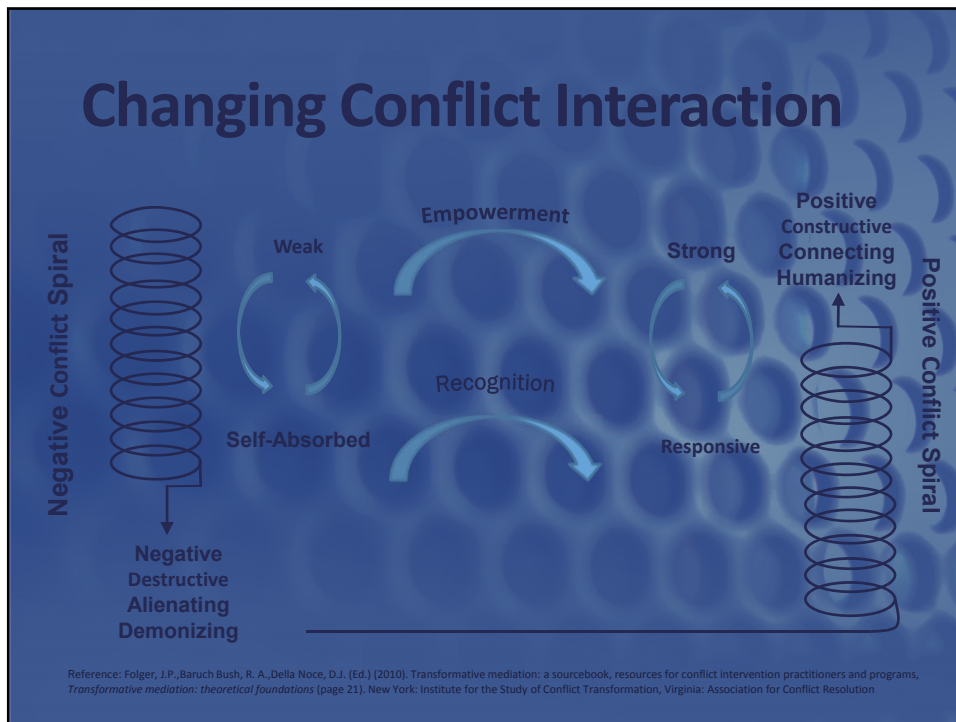 Changing Conflict Interaction
Negative Conflict Spiral
Weak
Self-Absorbed
Negative
Destructive
Alienating
Demonizing
Empowerment
Recognition
Strong
Responsive
Positive
Constructive
Connecting
Humanizing
Positive Conflict Spiral
Reference: Folger, J.P.,Baruch Bush, R. A.,Della Noce, D.J. (Ed.) (2010). Transformative mediation: a sourcebook, resources for conflict intervention practitioners and programs,
Transformative mediation: theoretical foundations (page 21). New York: Institute for the Study of Conflict Transformation, Virginia: Association for Conflict Resolution